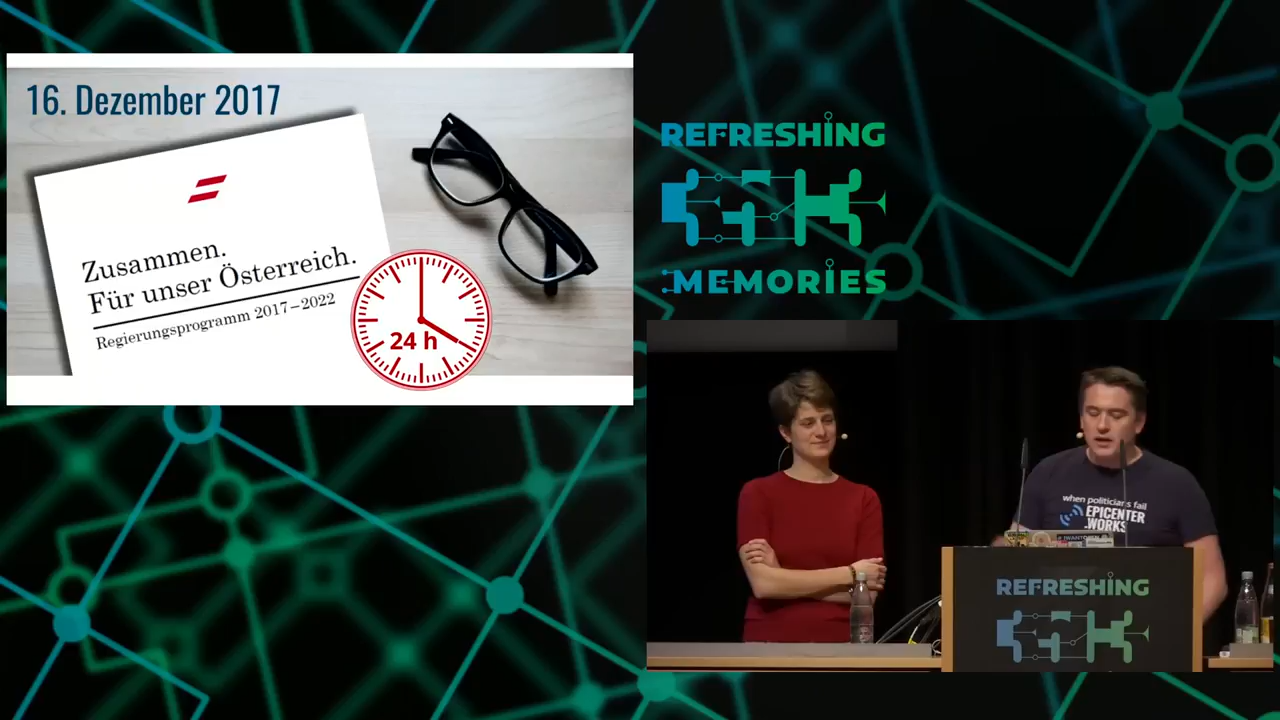 16. Dezember 2017
Zusammen.
Für unser Österreich.
Regierungsprogramm 2017–2022
24 h
REFRESHING
MEMORIES
when politicians fail
EPICENTER
.WORKS
REFRESHING